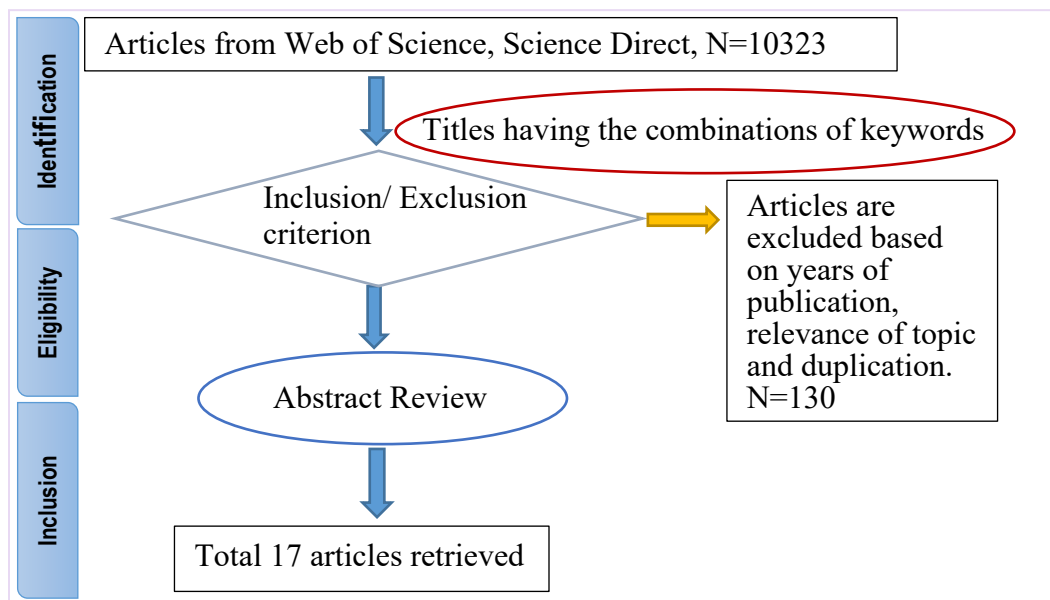 Identification
Articles from Web of Science, Science Direct, N=10323
Titles having the combinations of keywords
Inclusion/ Exclusion
criterion
Articles are
excluded based
on years of
publication,
relevance of topic
and duplication.
N=130
Eligibility
Abstract Review
Inclusion
Total 17 articles retrieved